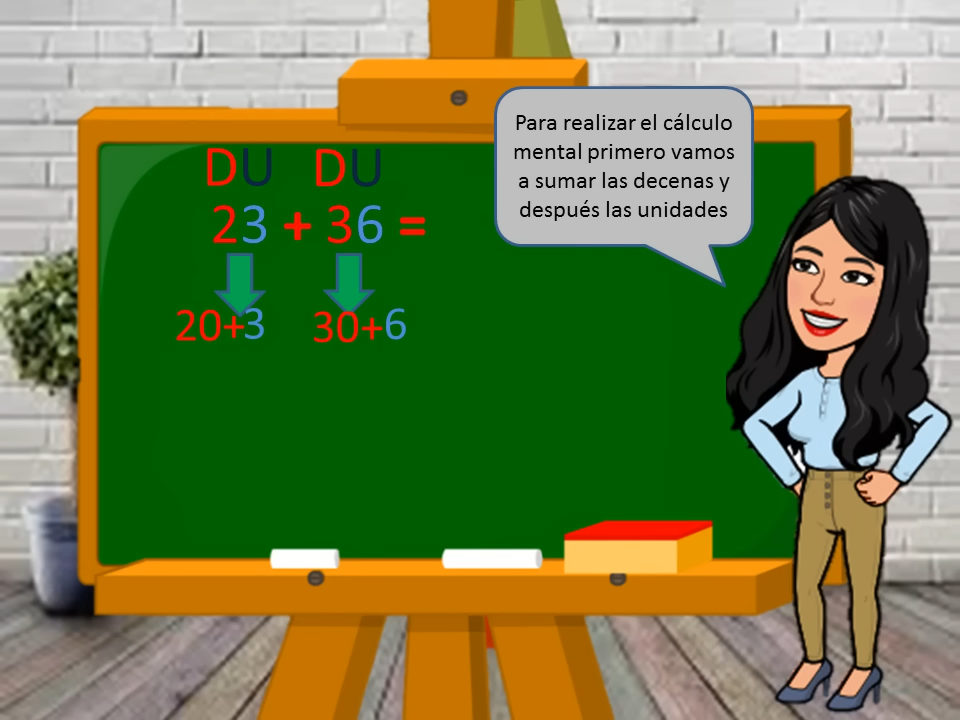 DU DU
23 + 36 =
20+3 30+6
Para realizar el cálculo
mental primero vamos
a sumar las decenas y
después las unidades